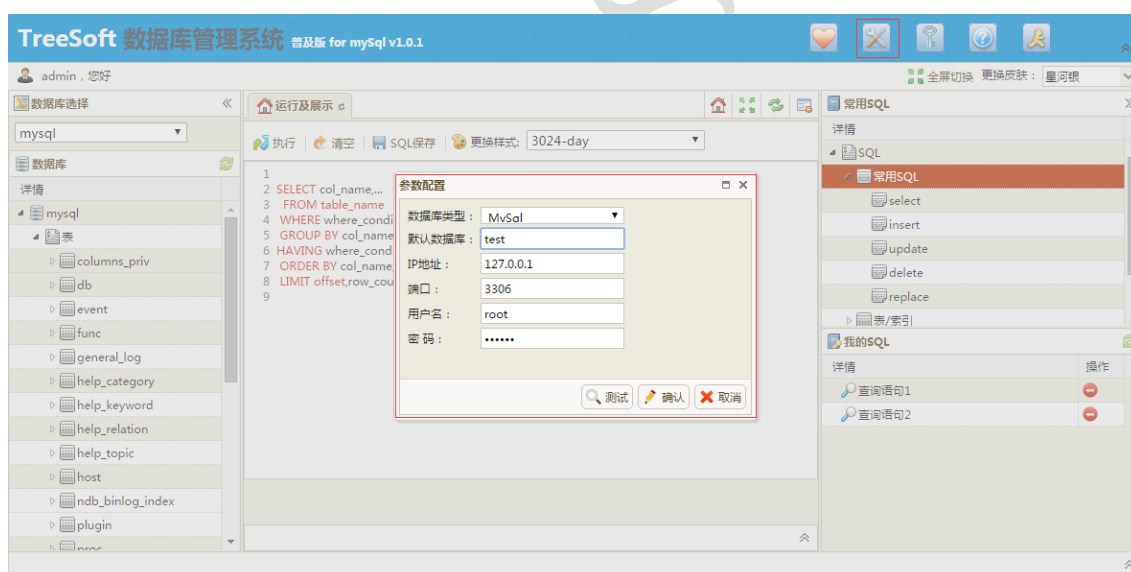 TreeSoft 数据库管理系统 普及版 for mySql v1.0.1
admin，您好
全屏切换 更换皮肤： 星河银
数据库选择
mysql
数据库
详情
mysql
表
columns_priv
db
event
func
general_log
help_category
help_keyword
help_relation
help_topic
host
ndb_binlog_index
plugin
proc
运行及展示
执行 清空 SQL保存 更换样式: 3024-day
1
2 SELECT col_name,...
3 FROM table_name
4 WHERE where_condi
5 GROUP BY col_name
6 HAVING where_cond
7 ORDER BY col_name,
8 LIMIT offset,row_cou
9
参数配置
数据库类型： MySql
默认数据库： test
IP地址： 127.0.0.1
端口： 3306
用户名： root
密 码： ••••••
测试 确认 取消
常用SQL
详情
SQL
常用SQL
select
insert
update
delete
replace
表/索引
我的SQL
详情 操作
查询语句1
查询语句2